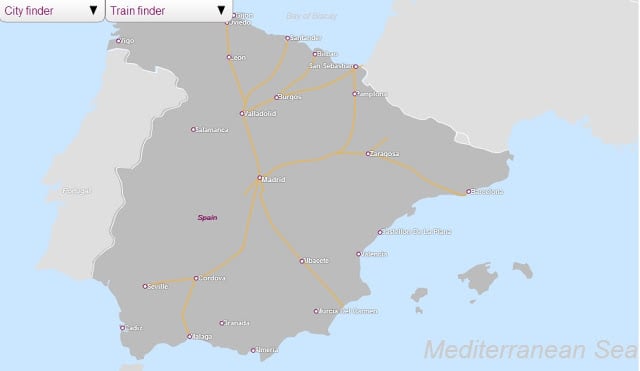 City finder ▼
Train finder ▼
Gijon
Oviedo
Bay of Biscay
Santander
Vigo
Bilbao
Leon
San-Sebastian
Pamplona
Burgos
Valladolid
Salamanca
Zaragosa
Madrid
Portugal
Barcelona
Spain
Castellon De La Plana
Valencia
Albacete
Cordova
Seville
Murcia Del Carmen
Granada
Cadiz
Malaga
Almeria
Mediterranean Sea